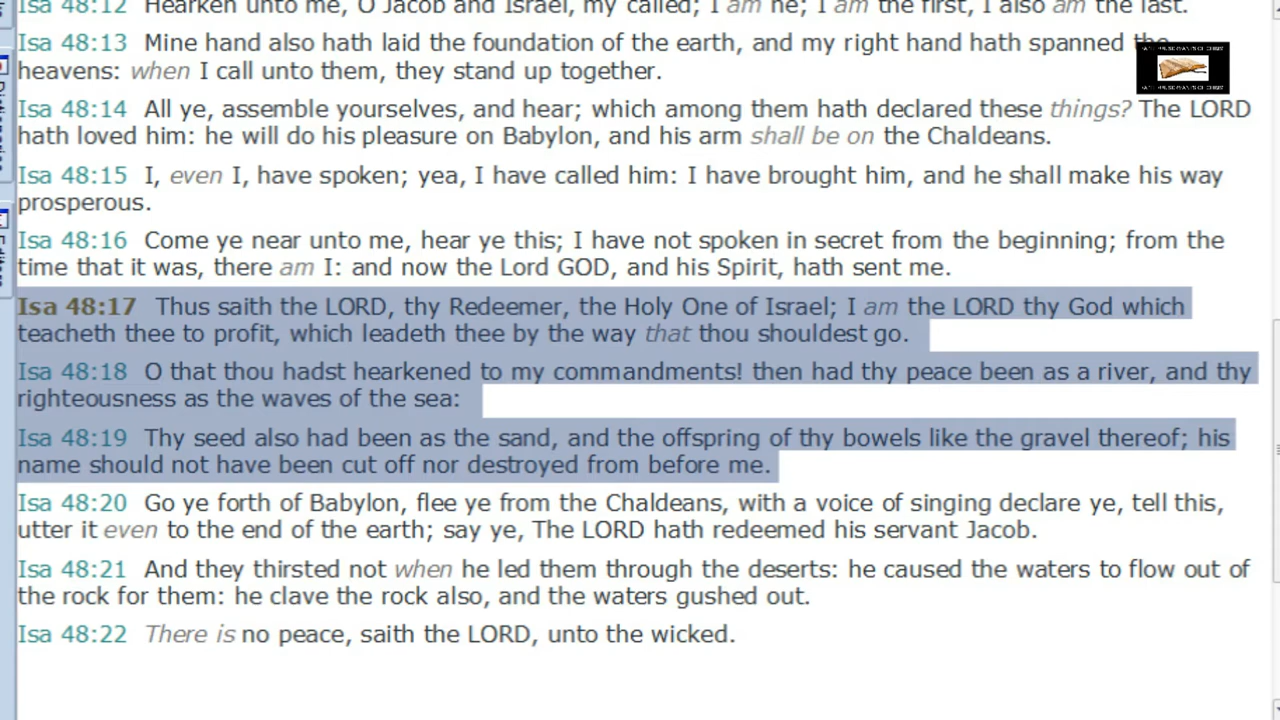 Isa 48:12 Hearken unto me, O Jacob and Israel, my called; I am he; I am the first, I also am the last.
Isa 48:13 Mine hand also hath laid the foundation of the earth, and my right hand hath spanned the
heavens: when I call unto them, they stand up together.
Isa 48:14 All ye, assemble yourselves, and hear; which among them hath declared these things? The LORD
hath loved him: he will do his pleasure on Babylon, and his arm shall be on the Chaldeans.
Isa 48:15 I, even I, have spoken; yea, I have called him: I have brought him, and he shall make his way
prosperous.
Isa 48:16 Come ye near unto me, hear ye this; I have not spoken in secret from the beginning; from the
time that it was, there am I: and now the Lord GOD, and his Spirit, hath sent me.
Isa 48:17 Thus saith the LORD, thy Redeemer, the Holy One of Israel; I am the LORD thy God which
teacheth thee to profit, which leadeth thee by the way that thou shouldest go.
Isa 48:18 O that thou hadst hearkened to my commandments! then had thy peace been as a river, and thy
righteousness as the waves of the sea:
Isa 48:19 Thy seed also had been as the sand, and the offspring of thy bowels like the gravel thereof; his
name should not have been cut off nor destroyed from before me.
Isa 48:20 Go ye forth of Babylon, flee ye from the Chaldeans, with a voice of singing declare ye, tell this,
utter it even to the end of the earth; say ye, The LORD hath redeemed his servant Jacob.
Isa 48:21 And they thirsted not when he led them through the deserts: he caused the waters to flow out of
the rock for them: he clave the rock also, and the waters gushed out.
Isa 48:22 There is no peace, saith the LORD, unto the wicked.